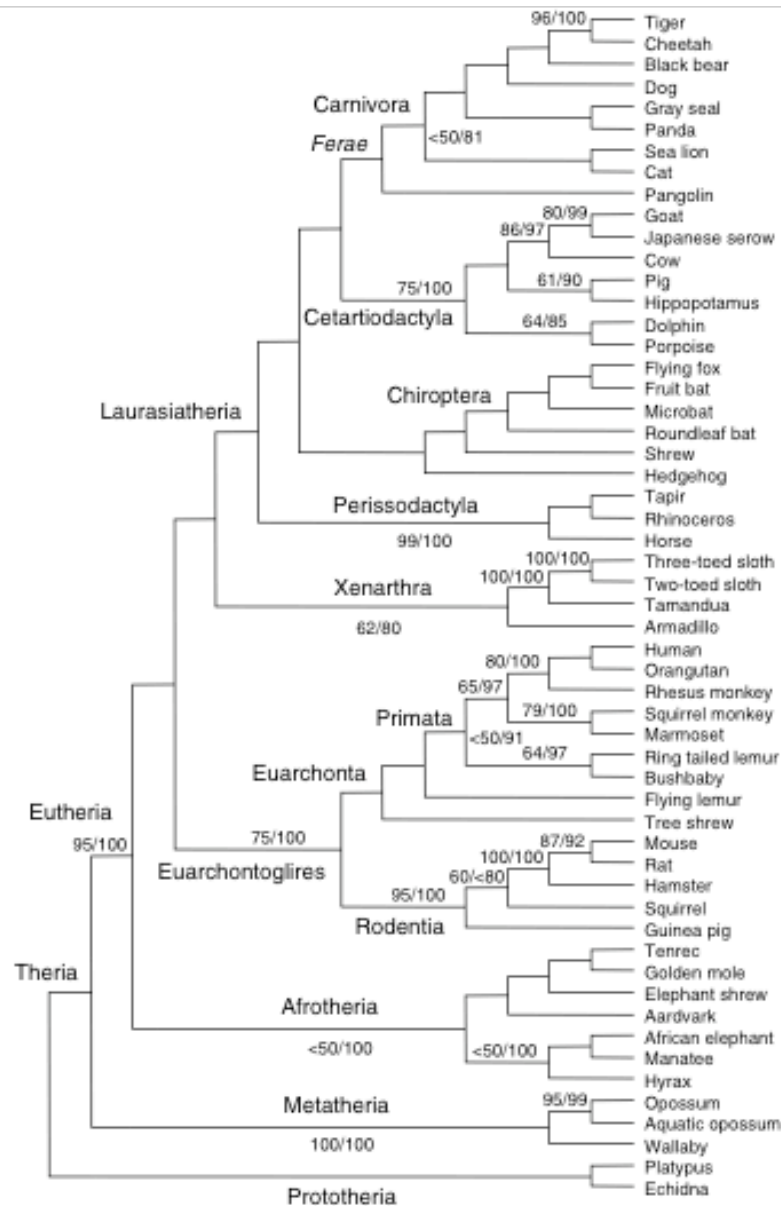 96/100 Tiger
Cheetah
Black bear
Dog
Carnivora Gray seal
<50/81 Panda
Ferae Sea lion
Cat
Pangolin
80/99 Goat
86/97 Japanese serow
Cow
61/90 Pig
75/100 Hippopotamus
Cetartiodactyla 64/85 Dolphin
Porpoise
Flying fox
Chiroptera Fruit bat
Laurasiatheria Microbat
Roundleaf bat
Shrew
Hedgehog
Perissodactyla Tapir
Rhinoceros
99/100 Horse
100/100 Three-toed sloth
Xenarthra 100/100 Two-toed sloth
Tamandua
62/80 Armadillo
Human
80/100 Orangutan
65/97 Rhesus monkey
Primata 79/100 Squirrel monkey
<50/91 Marmoset
64/97 Ring tailed lemur
Euarchonta Bushbaby
Flying lemur
Eutheria Tree shrew
95/100 75/100 87/92 Mouse
Euarchontoglires 100/100 Rat
95/100 60/<80 Hamster
Rodentia Squirrel
Guinea pig
Tenrec
Theria Golden mole
Afrotheria Elephant shrew
Aardvark
<50/100 <50/100 African elephant
Manatee
Hyrax
Metatheria 95/99 Opossum
Aquatic opossum
100/100 Wallaby
Platypus
Prototheria Echidna